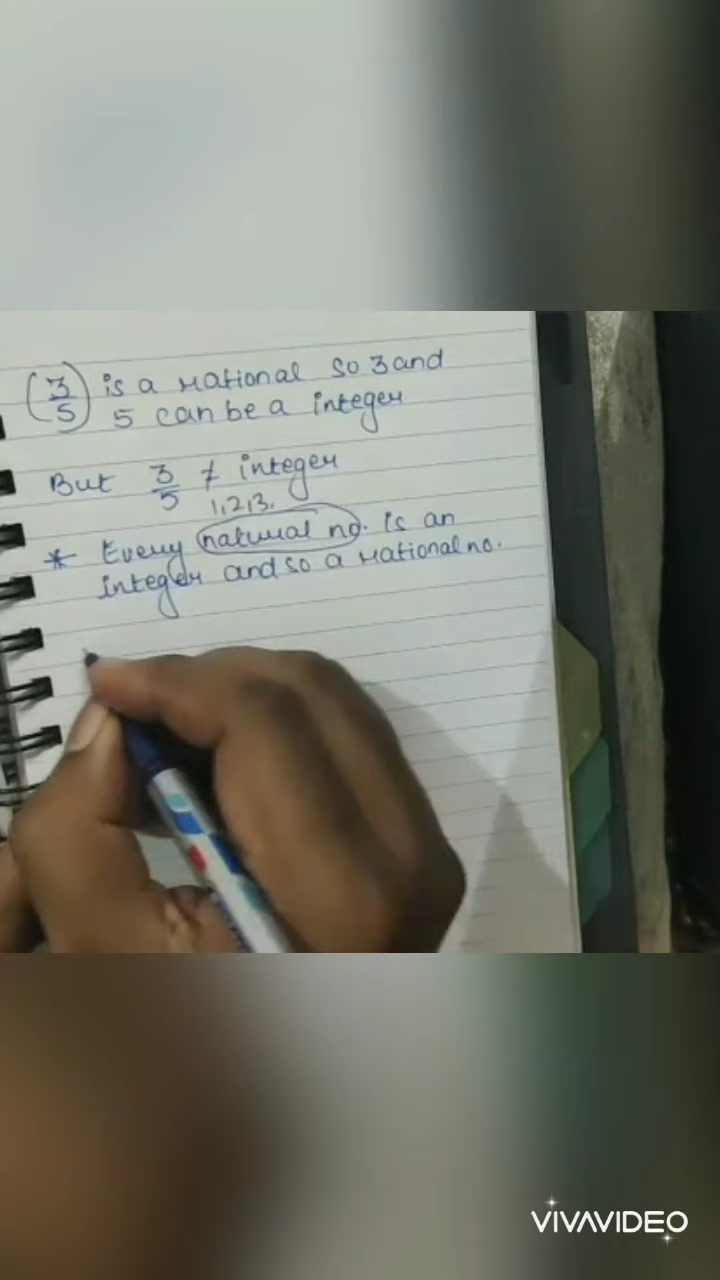 (3/5) is a rational so 3 and
5 can be a integer
But 3/5 ≠ integer
1,2,3.
* Every natural no. is an
integer and so a rational no.
VIVAVIDEO